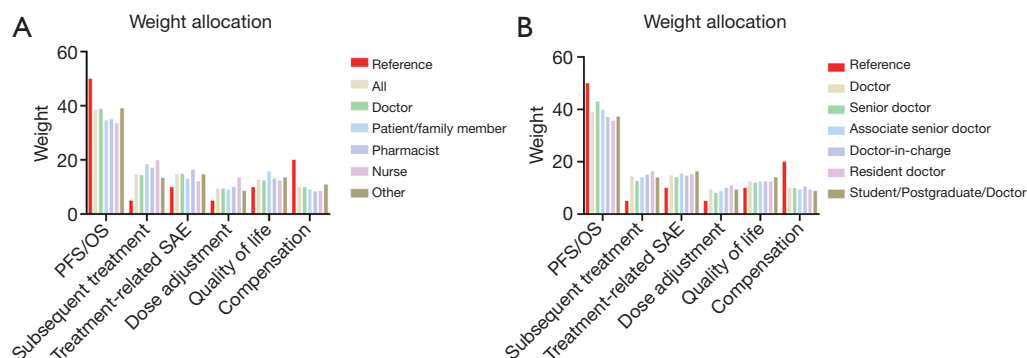 A
Weight allocation
Weight
60
40
20
0
PFS/OS
Subsequent treatment
Treatment-related SAE
Dose adjustment
Quality of life
Compensation
Reference
All
Doctor
Patient/family member
Pharmacist
Nurse
Other
B
Weight allocation
Weight
60
40
20
0
PFS/OS
Subsequent treatment
Treatment-related SAE
Dose adjustment
Quality of life
Compensation
Reference
Doctor
Senior doctor
Associate senior doctor
Doctor-in-charge
Resident doctor
Student/Postgraduate/Doctor